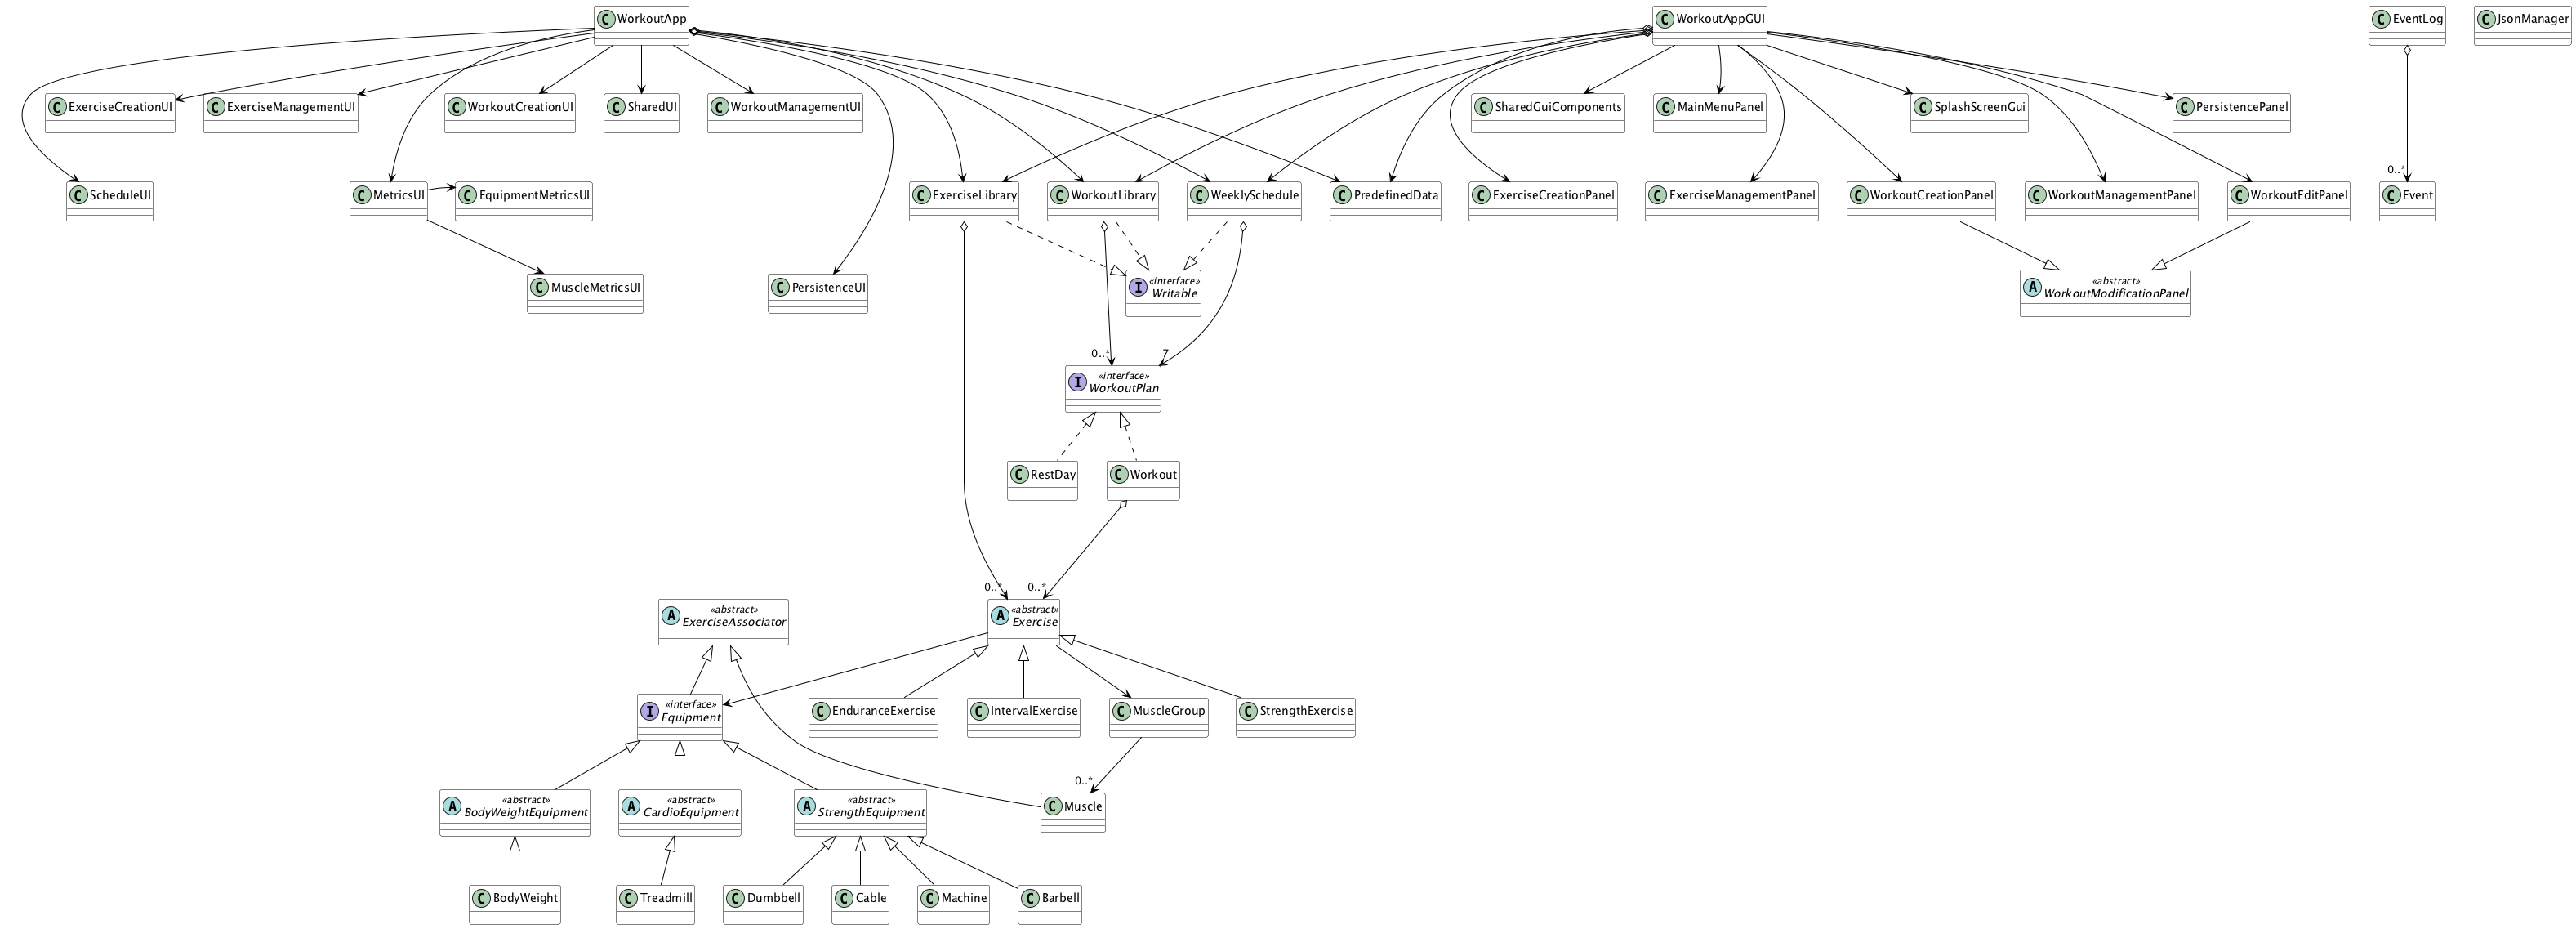 C WorkoutApp
C WorkoutAppGUI
C EventLog
C JsonManager
C ExerciseCreationUI
C ExerciseManagementUI
C WorkoutCreationUI
C SharedUI
C WorkoutManagementUI
C SharedGuiComponents
C MainMenuPanel
C SplashScreenGui
C PersistencePanel
0..*
C ScheduleUI
C MetricsUI
C EquipmentMetricsUI
C ExerciseLibrary
C WorkoutLibrary
C WeeklySchedule
C PredefinedData
C ExerciseCreationPanel
C ExerciseManagementPanel
C WorkoutCreationPanel
C WorkoutManagementPanel
C WorkoutEditPanel
C Event
C MuscleMetricsUI
C PersistenceUI
I «interface»
Writable
A «abstract»
WorkoutModificationPanel
0..*
7
I «interface»
WorkoutPlan
C RestDay
C Workout
0..*
0..*
A «abstract»
ExerciseAssociator
A «abstract»
Exercise
I «interface»
Equipment
C EnduranceExercise
C IntervalExercise
C MuscleGroup
C StrengthExercise
0..*
A «abstract»
BodyWeightEquipment
A «abstract»
CardioEquipment
A «abstract»
StrengthEquipment
C Muscle
C BodyWeight
C Treadmill
C Dumbbell
C Cable
C Machine
C Barbell